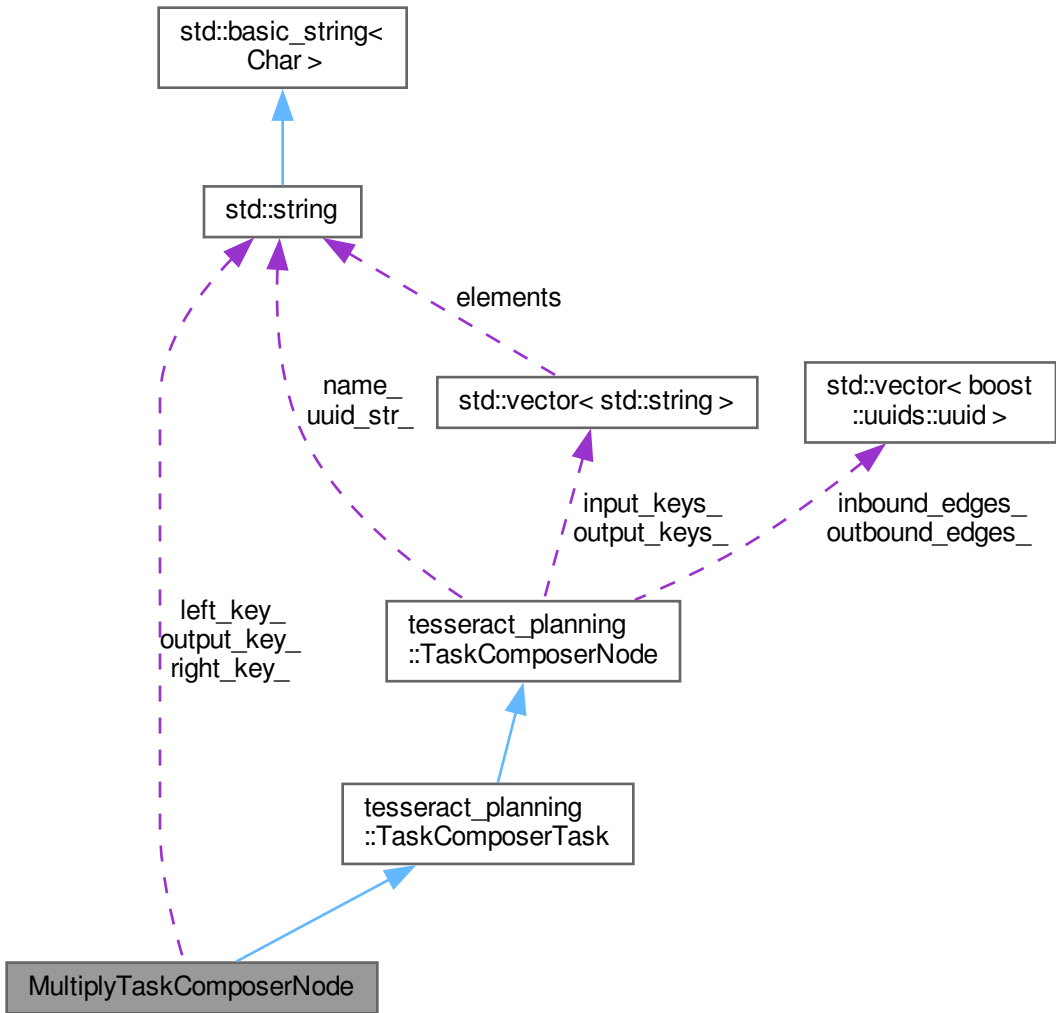 std::basic_string<
Char >
std::string
elements
name_
uuid_str_
std::vector< std::string >
std::vector< boost
::uuids::uuid >
input_keys_
output_keys_
inbound_edges_
outbound_edges_
left_key_
output_key_
right_key_
tesseract_planning
::TaskComposerNode
tesseract_planning
::TaskComposerTask
MultiplyTaskComposerNode